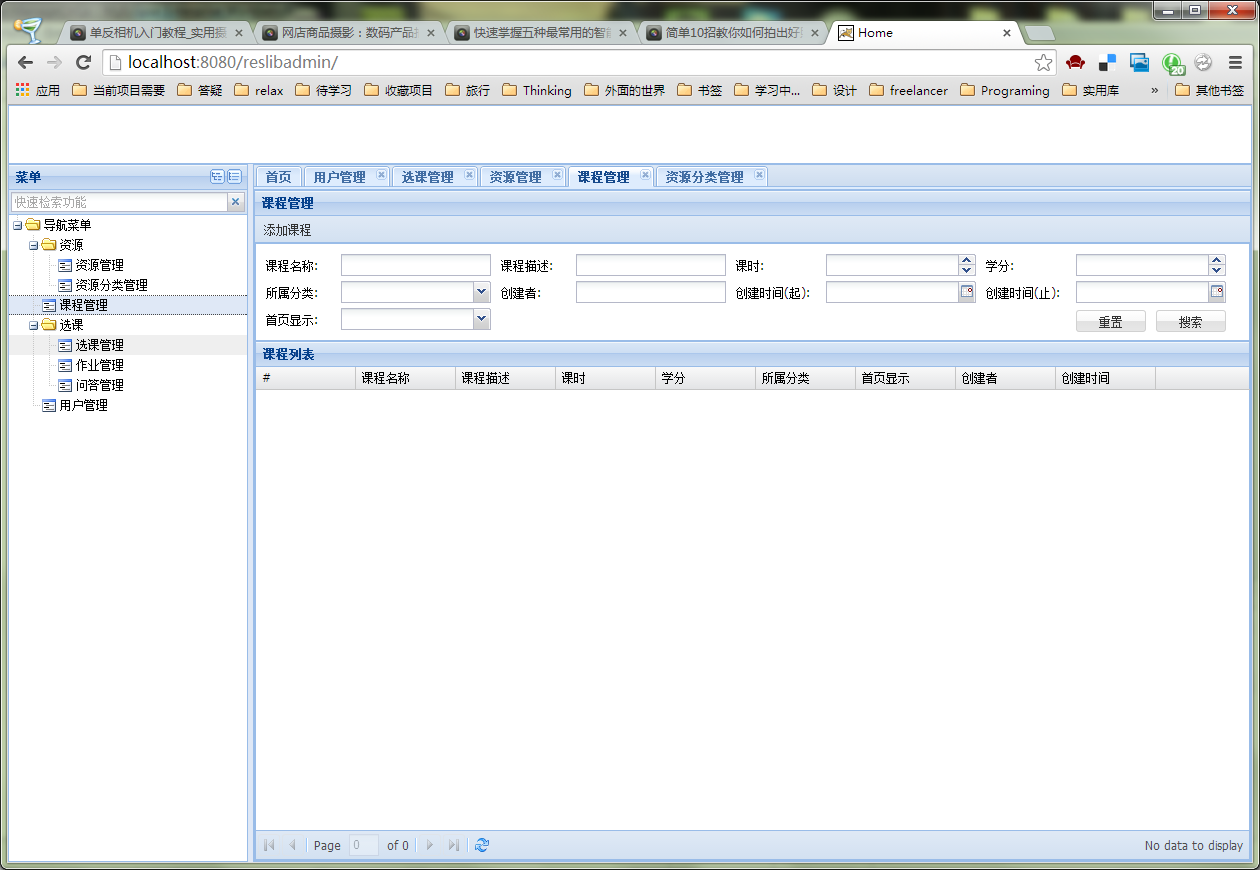 单反相机入门教程_实用摄 网店商品摄影：数码产品 快速掌握五种最常用的智 简单10招教你如何拍出好 Home
localhost:8080/reslibadmin/
20
应用 当前项目需要 答疑 relax 待学习 收藏项目 旅行 Thinking 外面的世界 书签 学习中... 设计 freelancer Programing 实用库 » 其他书签
菜单
快速检索功能
导航菜单
资源
资源管理
资源分类管理
课程管理
选课
选课管理
作业管理
问答管理
用户管理
首页 用户管理 选课管理 资源管理 课程管理 资源分类管理
课程管理
添加课程
课程名称: 课程描述: 课时: 学分:
所属分类: 创建者: 创建时间(起): 创建时间(止):
首页显示: 重置 搜索
课程列表
# 课程名称 课程描述 课时 学分 所属分类 首页显示 创建者 创建时间
Page 0 of 0 No data to display